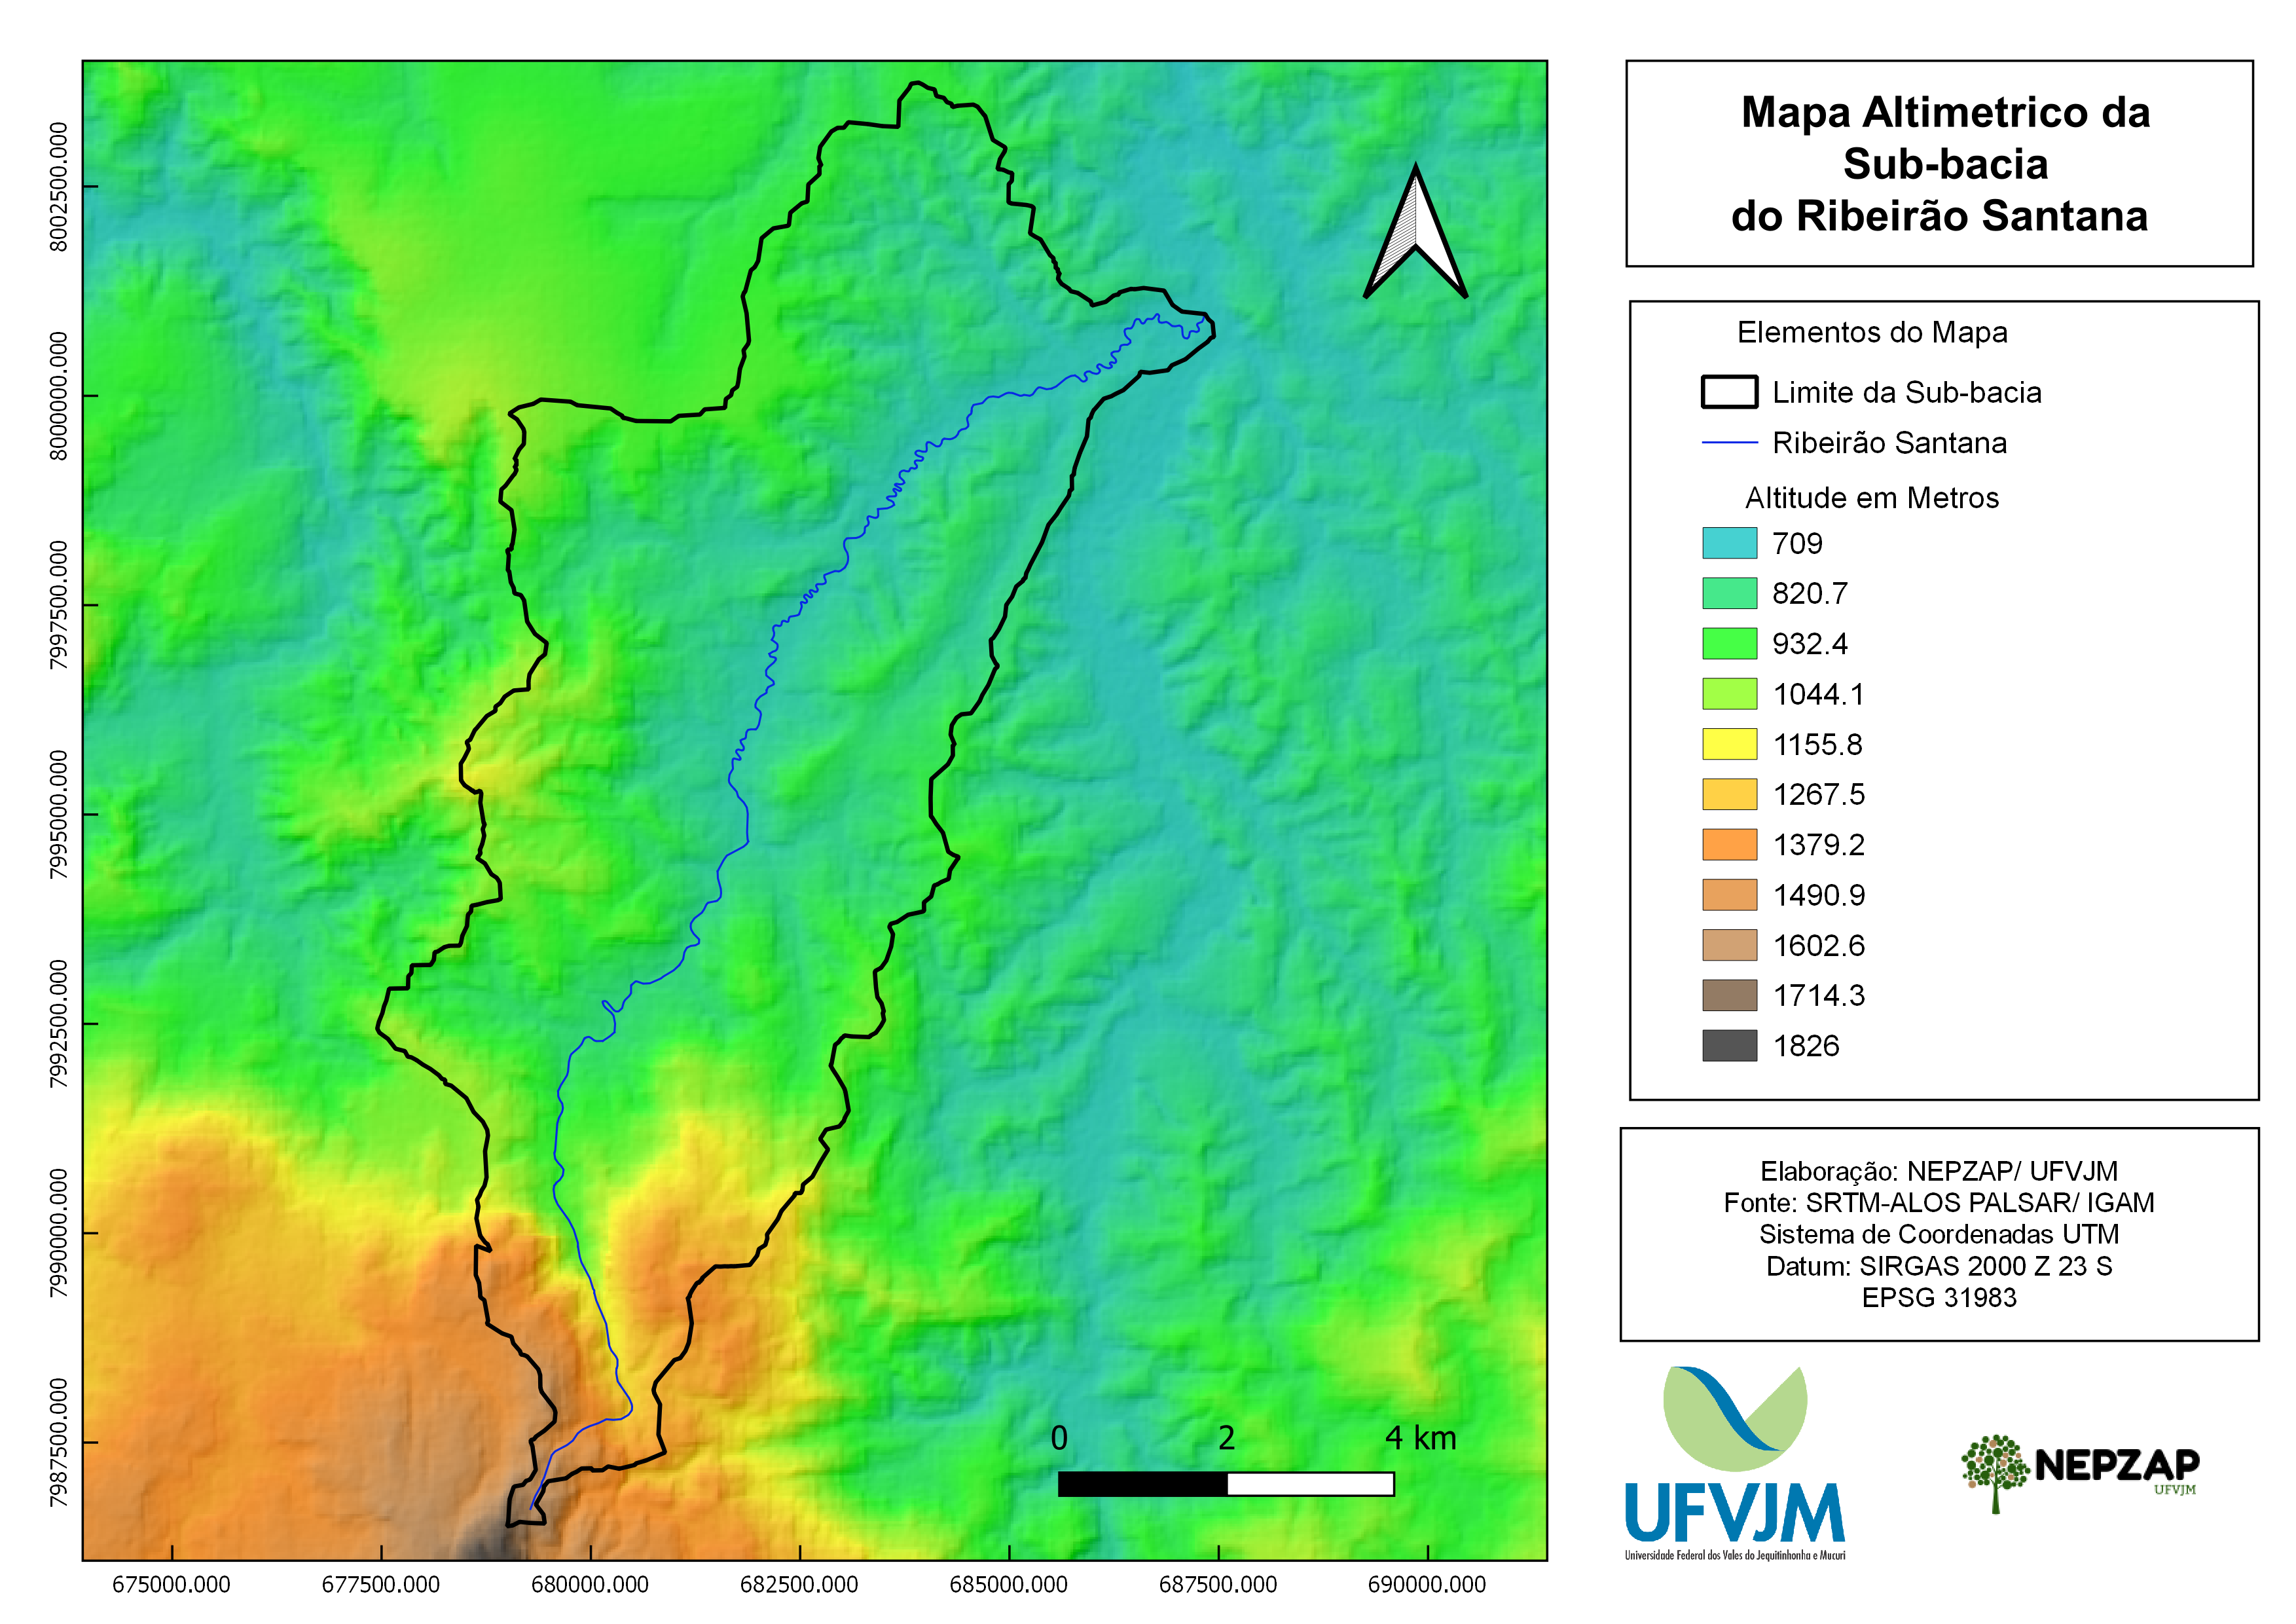 Mapa Altimetrico da
Sub-bacia
do Ribeirão Santana
Elementos do Mapa
Limite da Sub-bacia
Ribeirão Santana
Altitude em Metros
709
820.7
932.4
1044.1
1155.8
1267.5
1379.2
1490.9
1602.6
1714.3
1826
Elaboração: NEPZAP/ UFVJM
Fonte: SRTM-ALOS PALSAR/ IGAM
Sistema de Coordenadas UTM
Datum: SIRGAS 2000 Z 23 S
EPSG 31983
UFVJM
Universidade Federal dos Vales do Jequitinhonha e Mucuri
NEPZAP
UFVJM
8002500.000
8000000.000
7997500.000
7995000.000
7992500.000
7990000.000
7987500.000
0 2 4 km
675000.000 677500.000 680000.000 682500.000 685000.000 687500.000 690000.000